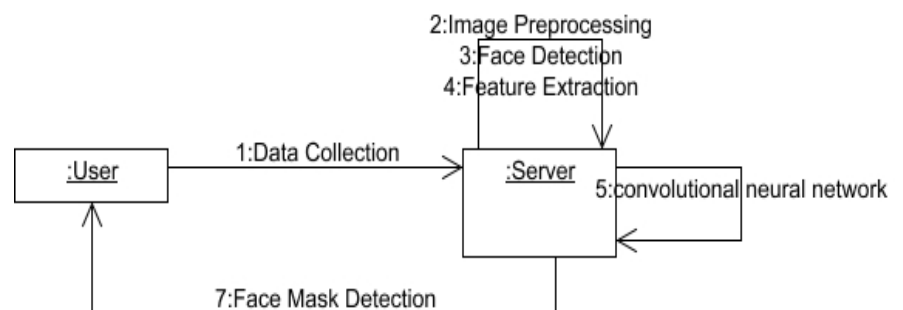 2:Image Preprocessing
3:Face Detection
4:Feature Extraction
1:Data Collection
:User
:Server
5:convolutional neural network
7:Face Mask Detection